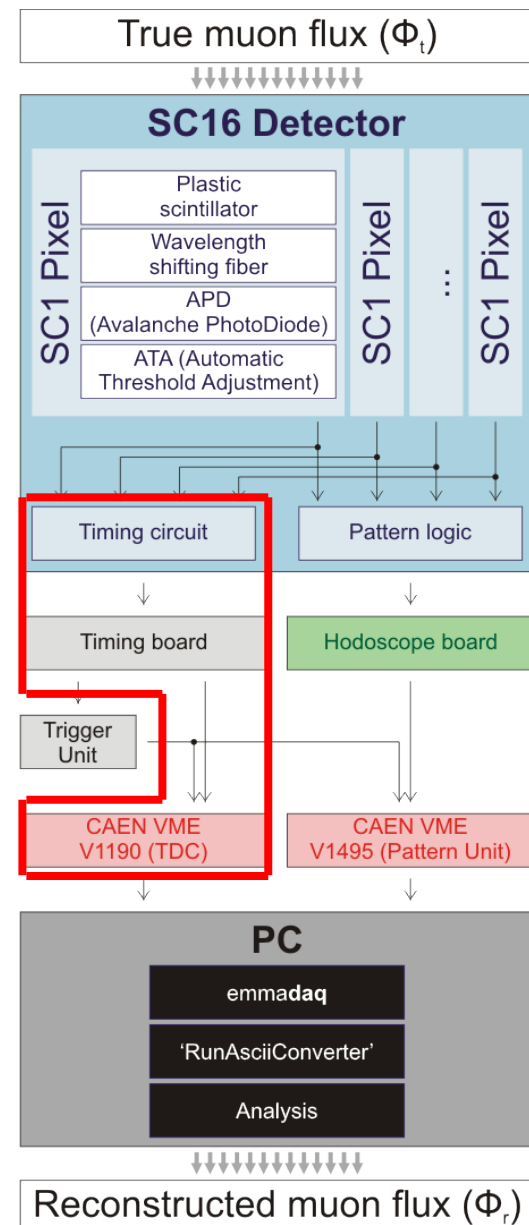 True muon flux (Φt)
SC16 Detector
SC1 Pixel
Plastic
scintillator
Wavelength
shifting fiber
APD
(Avalanche PhotoDiode)
ATA (Automatic
Threshold Adjustment)
SC1 Pixel
...
SC1 Pixel
Timing circuit
Pattern logic
Timing board
Hodoscope board
Trigger
Unit
CAEN VME
V1190 (TDC)
CAEN VME
V1495 (Pattern Unit)
PC
emmadaq
‘RunAsciiConverter’
Analysis
Reconstructed muon flux (Φr)